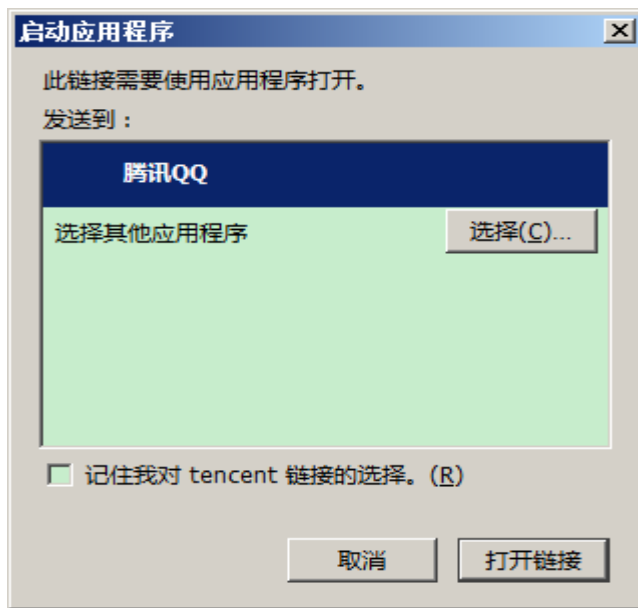 启动应用程序
此链接需要使用应用程序打开。
发送到：
腾讯QQ
选择其他应用程序
选择(C)...
记住我对 tencent 链接的选择。(R)
取消
打开链接